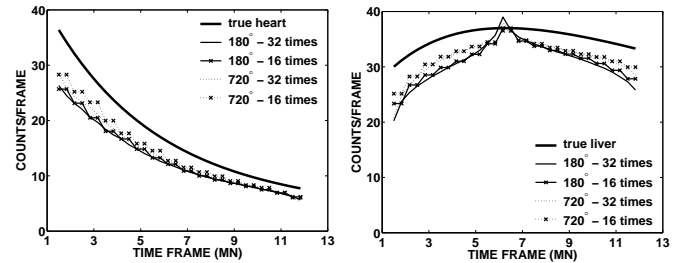 40
30
20
10
0
COUNTS/FRAME
true heart
180° – 32 times
180° – 16 times
720° – 32 times
720° – 16 times
1 3 5 7 9 11 13
TIME FRAME (MN)
40
30
20
10
0
COUNTS/FRAME
true liver
180° – 32 times
180° – 16 times
720° – 32 times
720° – 16 times
1 3 5 7 9 11 13
TIME FRAME (MN)